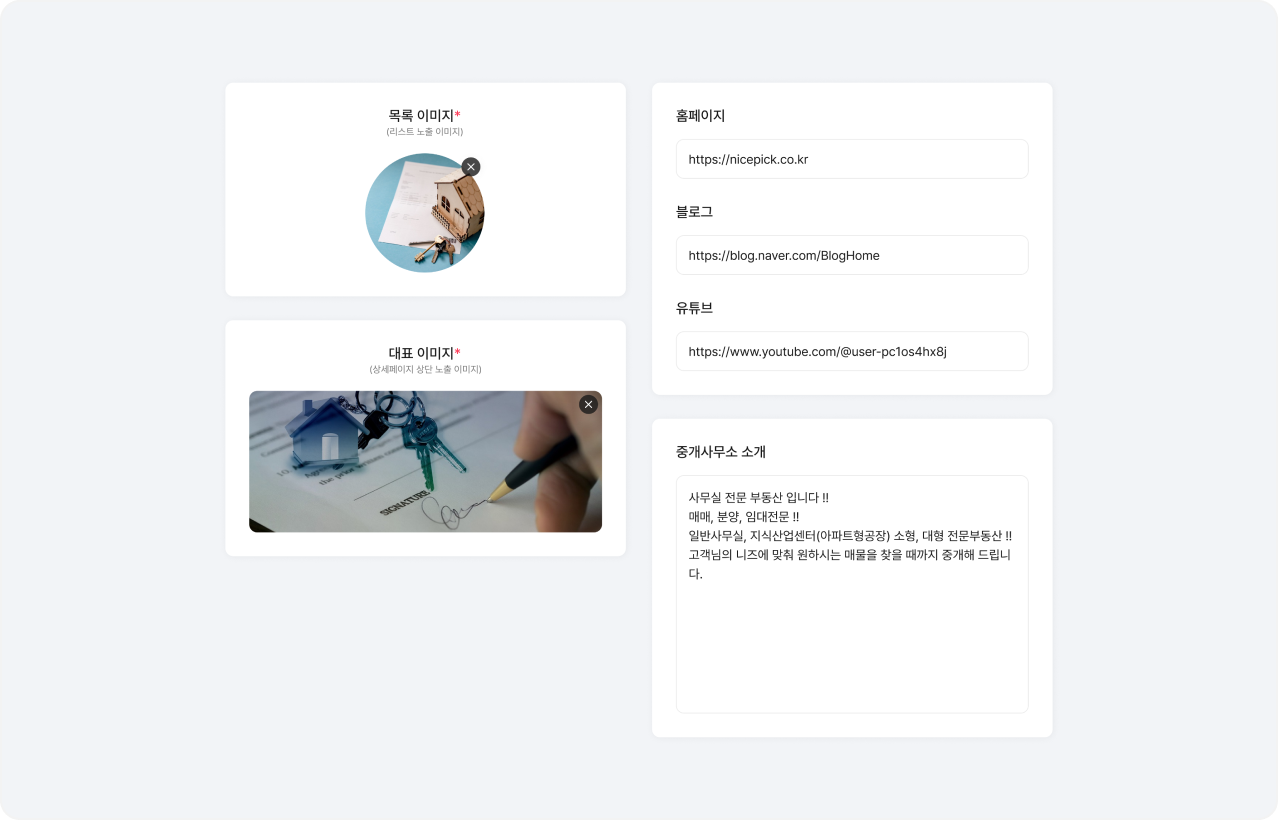 목록 이미지*
(리스트 노출 이미지)
대표 이미지*
(상세페이지 상단 노출 이미지)
SIGNATURE
홈페이지
https://nicepick.co.kr
블로그
https://blog.naver.com/BlogHome
유튜브
https://www.youtube.com/@user-pc1os4hx8j
중개사무소 소개
사무실 전문 부동산 입니다 !!
매매, 분양, 임대전문 !!
일반사무실, 지식산업센터(아파트형공장) 소형, 대형 전문부동산 !!
고객님의 니즈에 맞춰 원하시는 매물을 찾을 때까지 중개해 드립니
다.